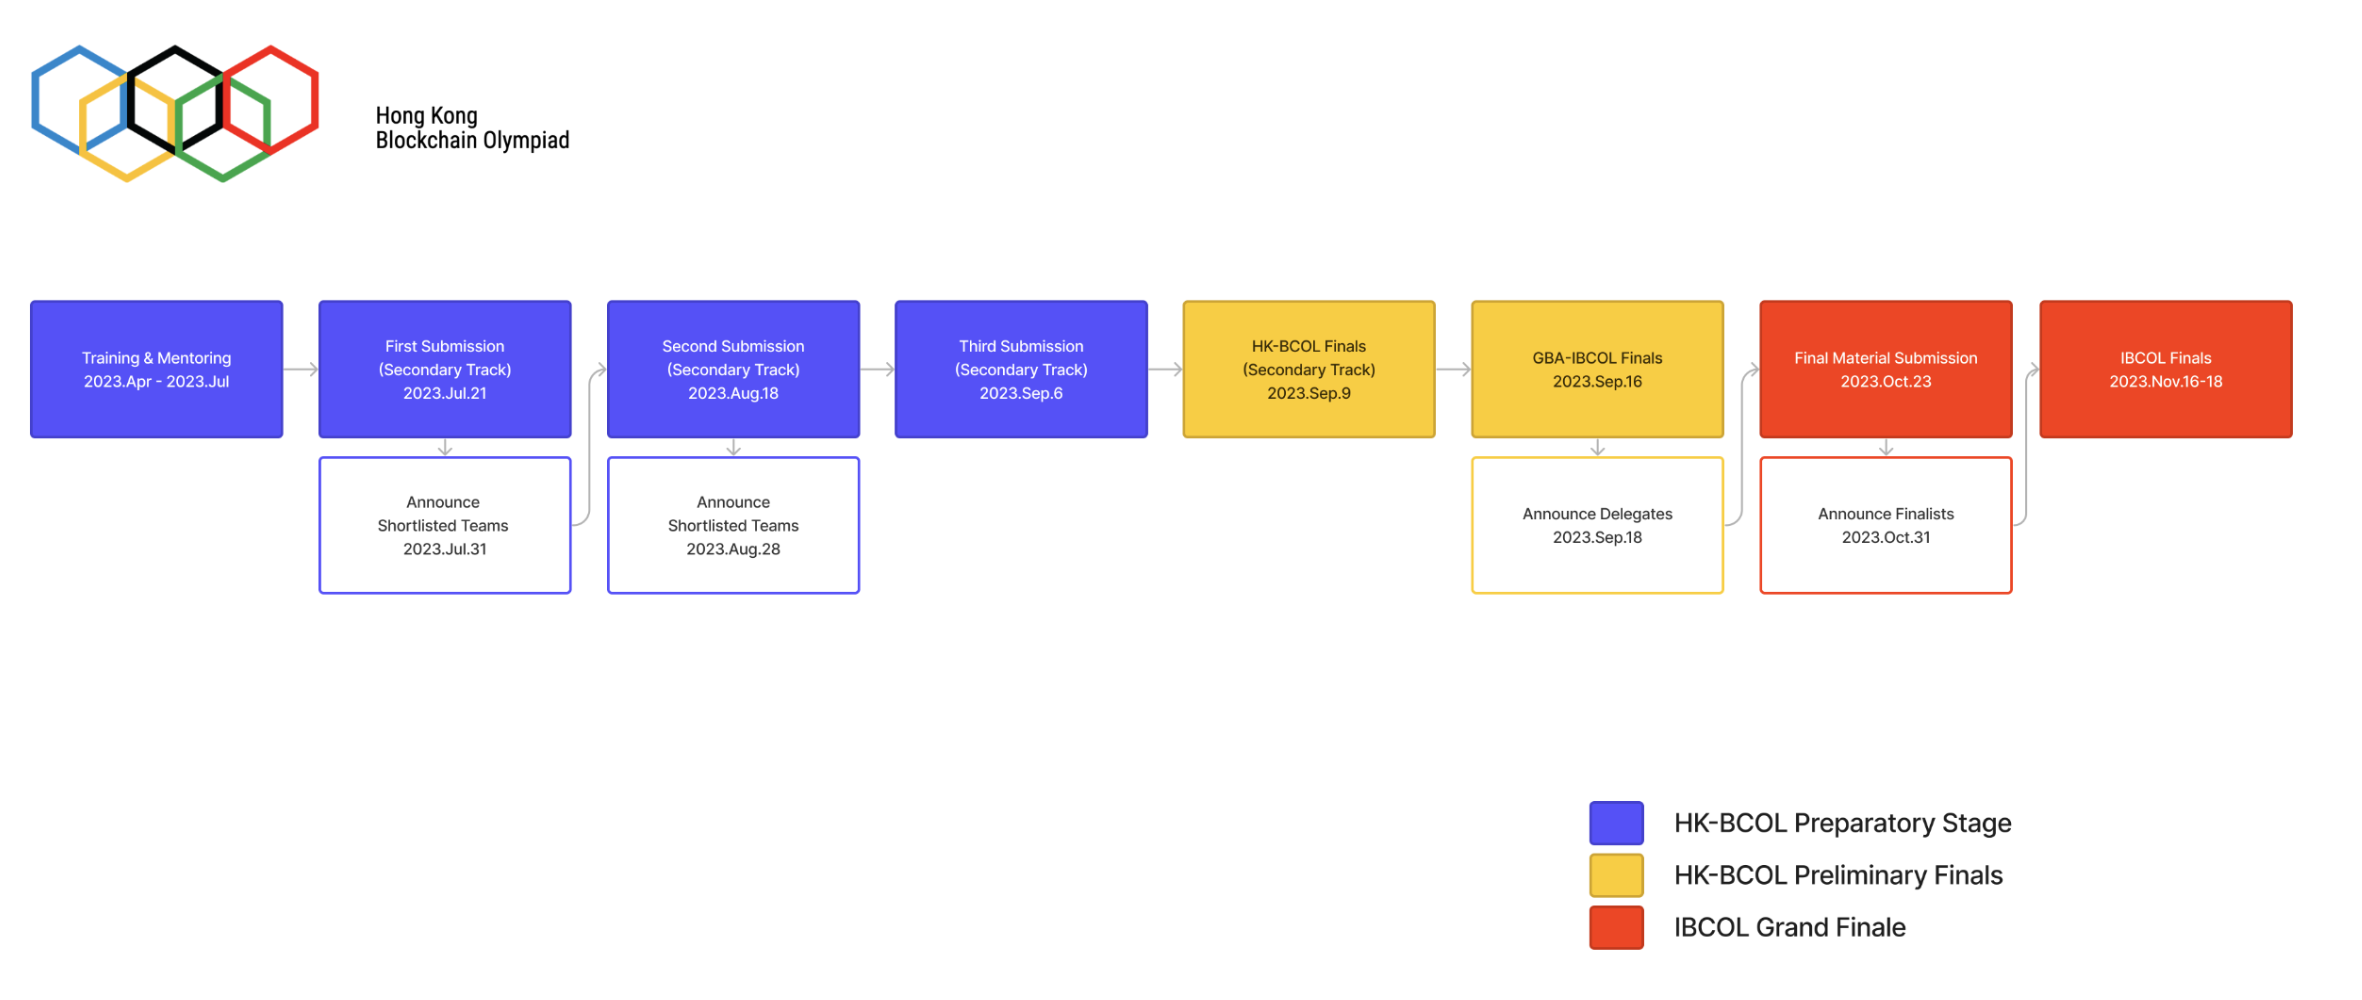 Hong Kong
Blockchain Olympiad
Training & Mentoring
2023.Apr - 2023.Jul
First Submission
(Secondary Track)
2023.Jul.21
Announce
Shortlisted Teams
2023.Jul.31
Second Submission
(Secondary Track)
2023.Aug.18
Announce
Shortlisted Teams
2023.Aug.28
Third Submission
(Secondary Track)
2023.Sep.6
HK-BCOL Finals
(Secondary Track)
2023.Sep.9
GBA-IBCOL Finals
2023.Sep.16
Announce Delegates
2023.Sep.18
Final Material Submission
2023.Oct.23
Announce Finalists
2023.Oct.31
IBCOL Finals
2023.Nov.16-18
HK-BCOL Preparatory Stage
HK-BCOL Preliminary Finals
IBCOL Grand Finale